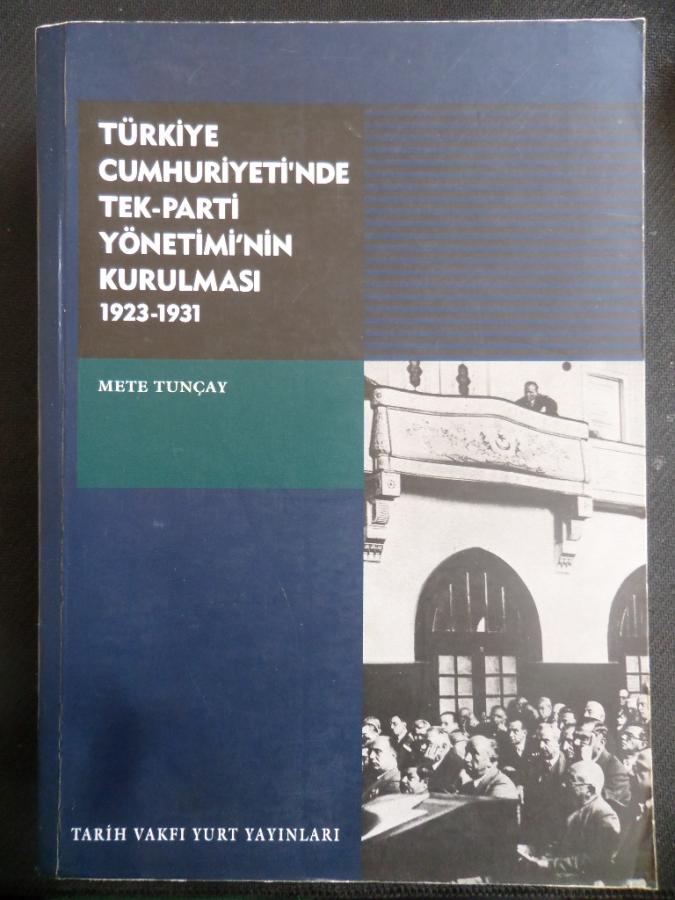 TÜRKİYE
CUMHURİYETİ'NDE
TEK-PARTİ
YÖNETİMİ'NİN
KURULMASI
1923-1931
METE TUNÇAY
TARİH VAKFI YURT YAYINLARI